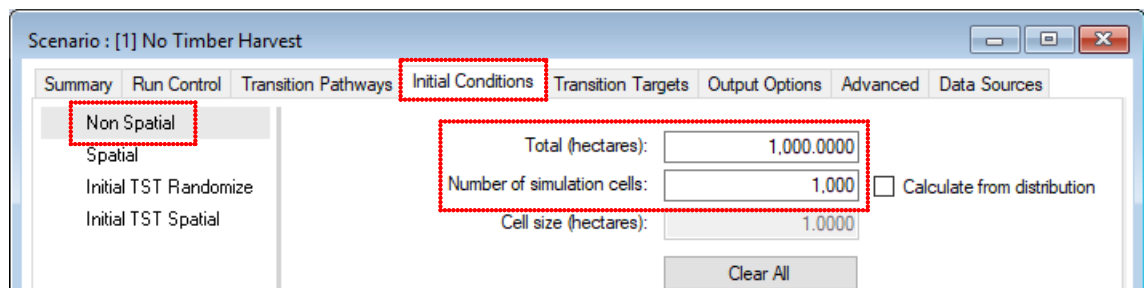 Scenario : [1] No Timber Harvest
Summary Run Control Transition Pathways Initial Conditions Transition Targets Output Options Advanced Data Sources
Non Spatial
Spatial
Initial TST Randomize
Initial TST Spatial
Total (hectares): 1,000.0000
Number of simulation cells: 1,000 Calculate from distribution
Cell size (hectares): 1.0000
Clear All